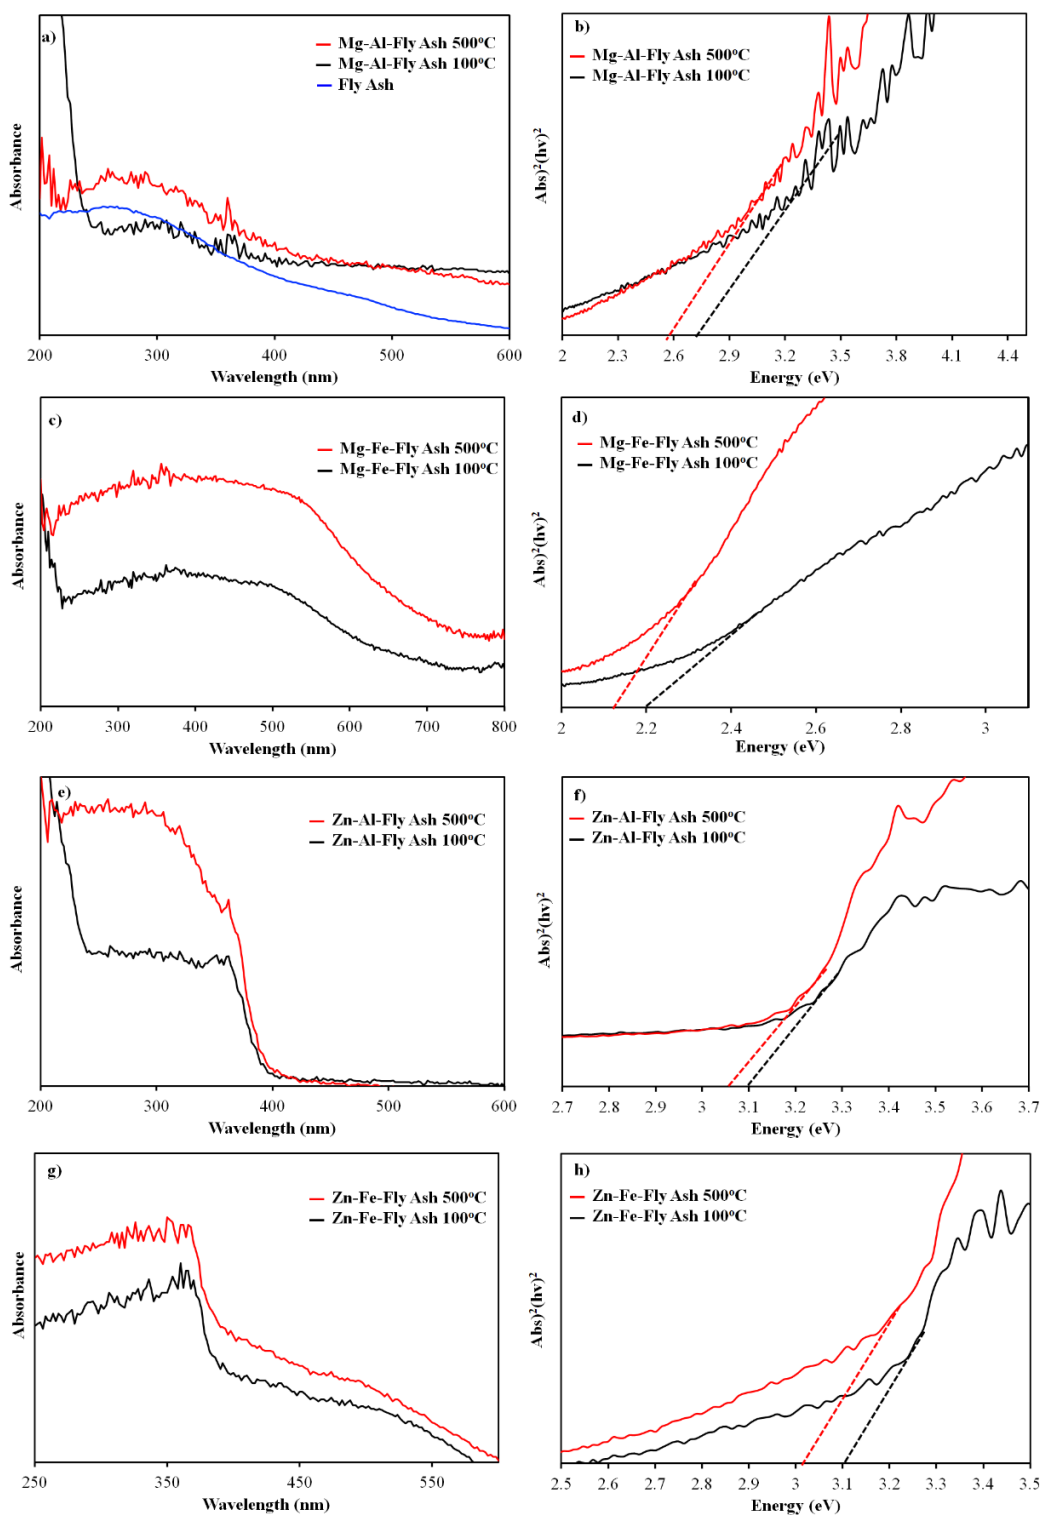 a)
Mg-Al-Fly Ash 500°C
Mg-Al-Fly Ash 100°C
Fly Ash
Absorbance
200 300 400 500 600
Wavelength (nm)
b)
Mg-Al-Fly Ash 500°C
Mg-Al-Fly Ash 100°C
Abs)²(hv)²
2 2.3 2.6 2.9 3.2 3.5 3.8 4.1 4.4
Energy (eV)
c)
Mg-Fe-Fly Ash 500°C
Mg-Fe-Fly Ash 100°C
Absorbance
200 300 400 500 600 700 800
Wavelength (nm)
d)
Mg-Fe-Fly Ash 500°C
Mg-Fe-Fly Ash 100°C
Abs)²(hv)²
2 2.2 2.4 2.6 2.8 3
Energy (eV)
e)
Zn-Al-Fly Ash 500°C
Zn-Al-Fly Ash 100°C
Absorbance
200 300 400 500 600
Wavelength (nm)
f)
Zn-Al-Fly Ash 500°C
Zn-Al-Fly Ash 100°C
Abs)²(hv)²
2.7 2.8 2.9 3 3.1 3.2 3.3 3.4 3.5 3.6 3.7
Energy (eV)
g)
Zn-Fe-Fly Ash 500°C
Zn-Fe-Fly Ash 100°C
Absorbance
250 350 450 550
Wavelength (nm)
h)
Zn-Fe-Fly Ash 500°C
Zn-Fe-Fly Ash 100°C
Abs)²(hv)²
2.5 2.6 2.7 2.8 2.9 3 3.1 3.2 3.3 3.4 3.5
Energy (eV)